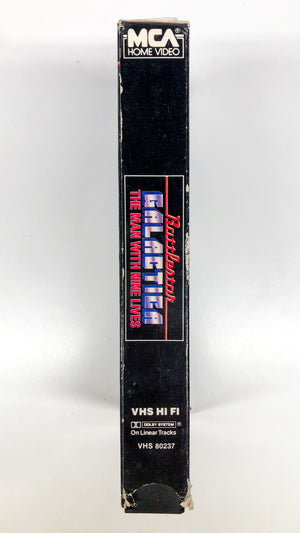 MCA®
HOME VIDEO
Battlestar
GALACTICA
THE MAN WITH NINE LIVES
VHS HI FI
DOLBY SYSTEM ®
On Linear Tracks
VHS 80237